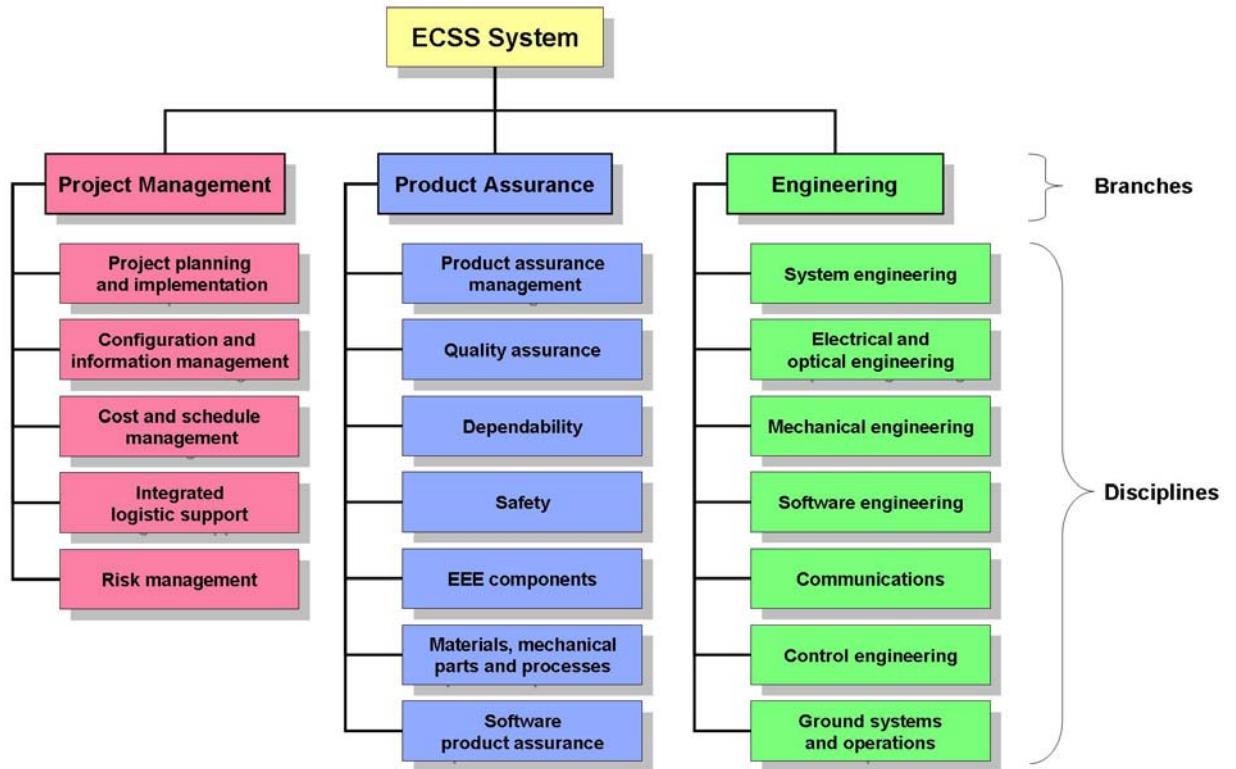 ECSS System
Project Management
Product Assurance
Engineering
Branches
Project planning
and implementation
Configuration and
information management
Cost and schedule
management
Integrated
logistic support
Risk management
Product assurance
management
Quality assurance
Dependability
Safety
EEE components
Materials, mechanical
parts and processes
Software
product assurance
System engineering
Electrical and
optical engineering
Mechanical engineering
Software engineering
Communications
Control engineering
Ground systems
and operations
Disciplines